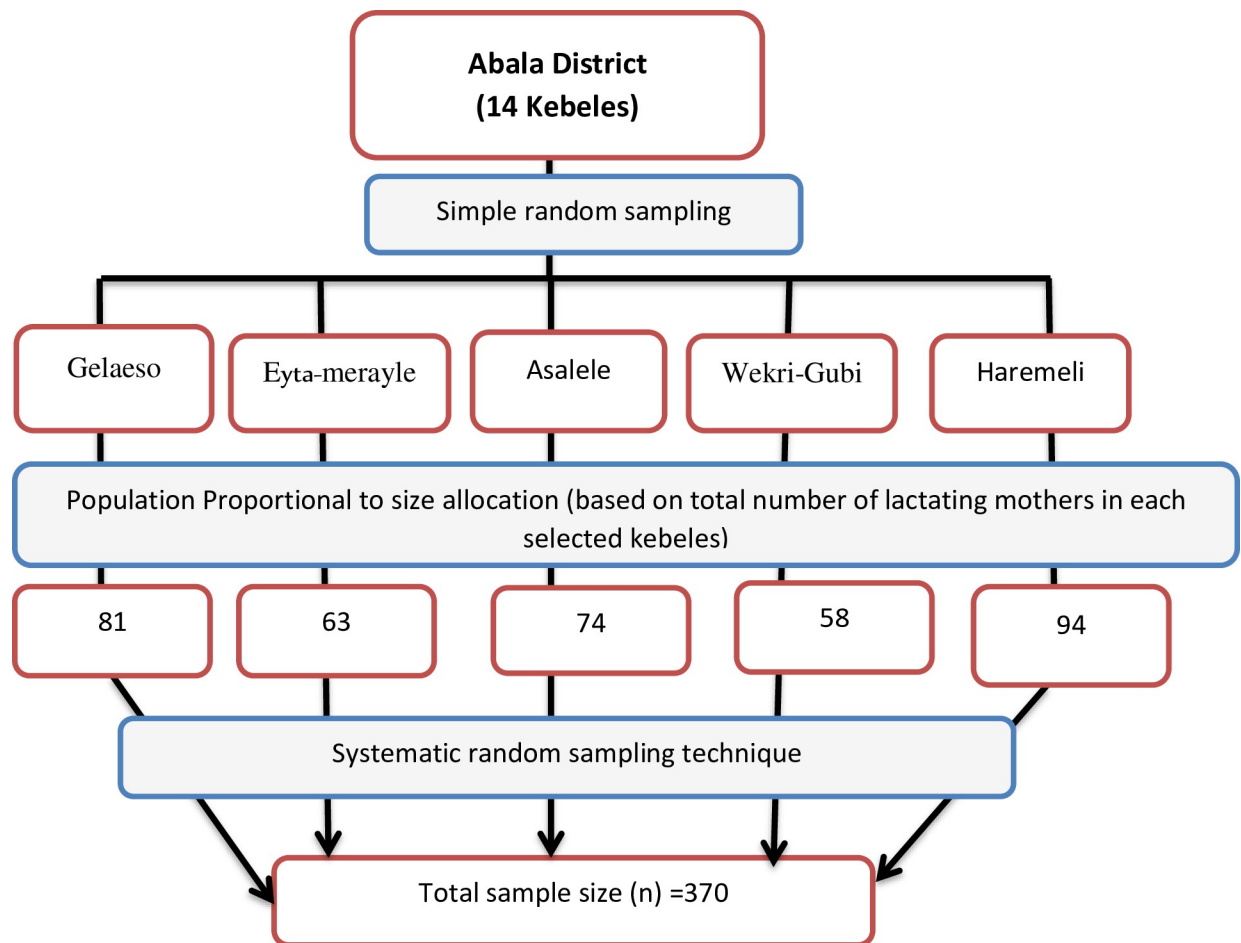 Abala District
(14 Kebeles)
Simple random sampling
Gelaeso
Eyta-merayle
Asalele
Wekri-Gubi
Haremeli
Population Proportional to size allocation (based on total number of lactating mothers in each
selected kebeles)
81
63
74
58
94
Systematic random sampling technique
Total sample size (n) =370